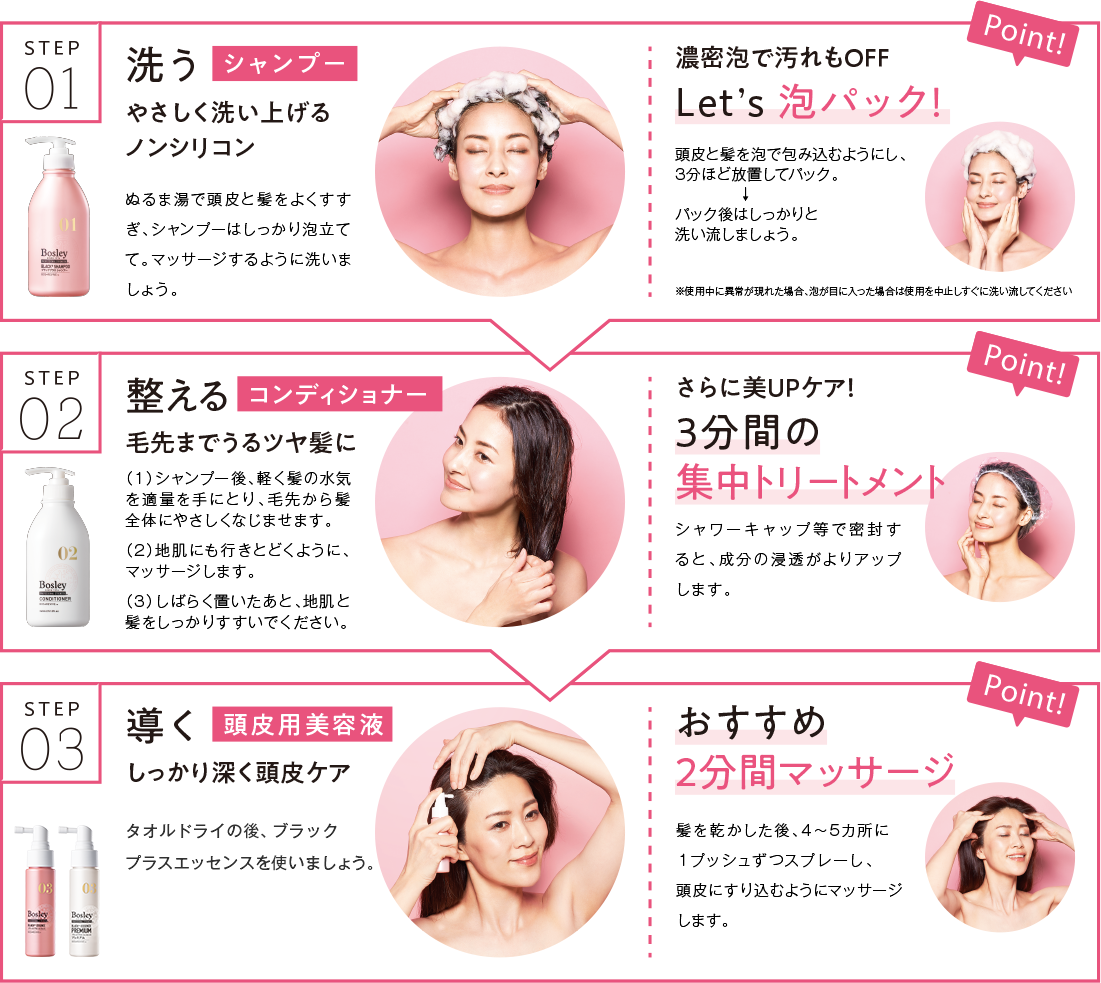 STEP
01
洗う シャンプー
やさしく洗い上げる
ノンシリコン
ぬるま湯で頭皮と髪をよくすす
ぎ、シャンプーはしっかり泡立て
て。マッサージするように洗いま
しょう。
01
Bosley
BLACK+ SHAMPOO
Point!
濃密泡で汚れもOFF
Let's 泡パック!
頭皮と髪を泡で包み込むようにし、
3分ほど放置してパック。
↓
パック後はしっかりと
洗い流しましょう。
※使用中に異常が現れた場合、泡が目に入った場合は使用を中止しすぐに洗い流してください
STEP
02
整える コンディショナー
毛先までうるツヤ髪に
(1)シャンプー後、軽く髪の水気
を適量を手にとり、毛先から髪
全体にやさしくなじませます。
(2)地肌にも行きとどくように、
マッサージします。
(3)しばらく置いたあと、地肌と
髪をしっかりすすいでください。
02
Bosley
CONDITIONER
Point!
さらに美UPケア!
3分間の
集中トリートメント
シャワーキャップ等で密封す
ると、成分の浸透がよりアップ
します。
STEP
03
導く 頭皮用美容液
しっかり深く頭皮ケア
タオルドライの後、ブラック
プラスエッセンスを使いましょう。
03
Bosley
Bosley
PREMIUM
Point!
おすすめ
2分間マッサージ
髪を乾かした後、4〜5カ所に
1プッシュずつスプレーし、
頭皮にすり込むようにマッサージ
します。